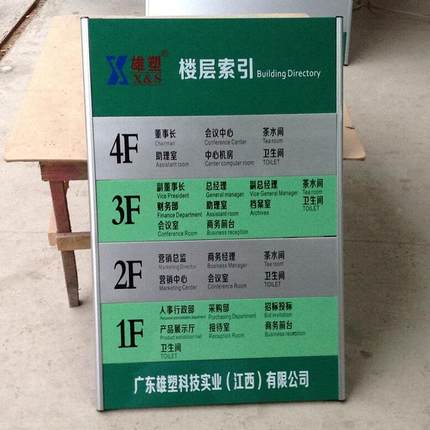 雄塑®
X&S
楼层索引 Building Directory
4F
董事长 会议中心 茶水间
Chairman Conference Center Tea room
助理室 中心机房 卫生间
Assistant room Center computer room TOILET
3F
副董事长 总经理 副总经理 茶水间
Vice President General Manager Vice General Manager Tea room
财务部 助理室 档案室 卫生间
Finance Department Assistant room Archives TOILET
会议室 商务前台
Conference Room Business reception
2F
营销总监 商务经理 茶水间
Marketing Director Business Manager Tea room
营销中心 会议室 卫生间
Marketing Center Conference Room TOILET
1F
人事行政部 采购部 招标投标
Purchasing Department Bid invitation
产品展示厅 接待室 商务前台
Product exhibition hall Reception Room Business reception
卫生间
TOILET
广东雄塑科技实业（江西）有限公司